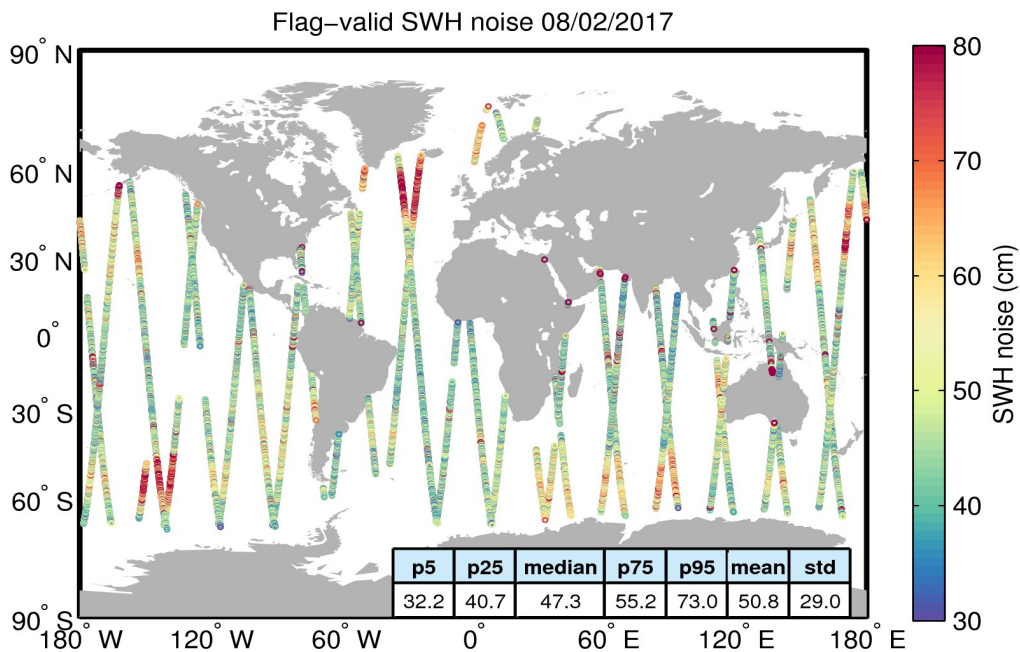 Flag−valid SWH noise 08/02/2017
90° N
60° N
30° N
0°
30° S
60° S
90° S
180° W
120° W
60° W
0°
60° E
120° E
180° E
80
70
60
50
40
30
SWH noise (cm)
p5 p25 median p75 p95 mean std
32.2 40.7 47.3 55.2 73.0 50.8 29.0